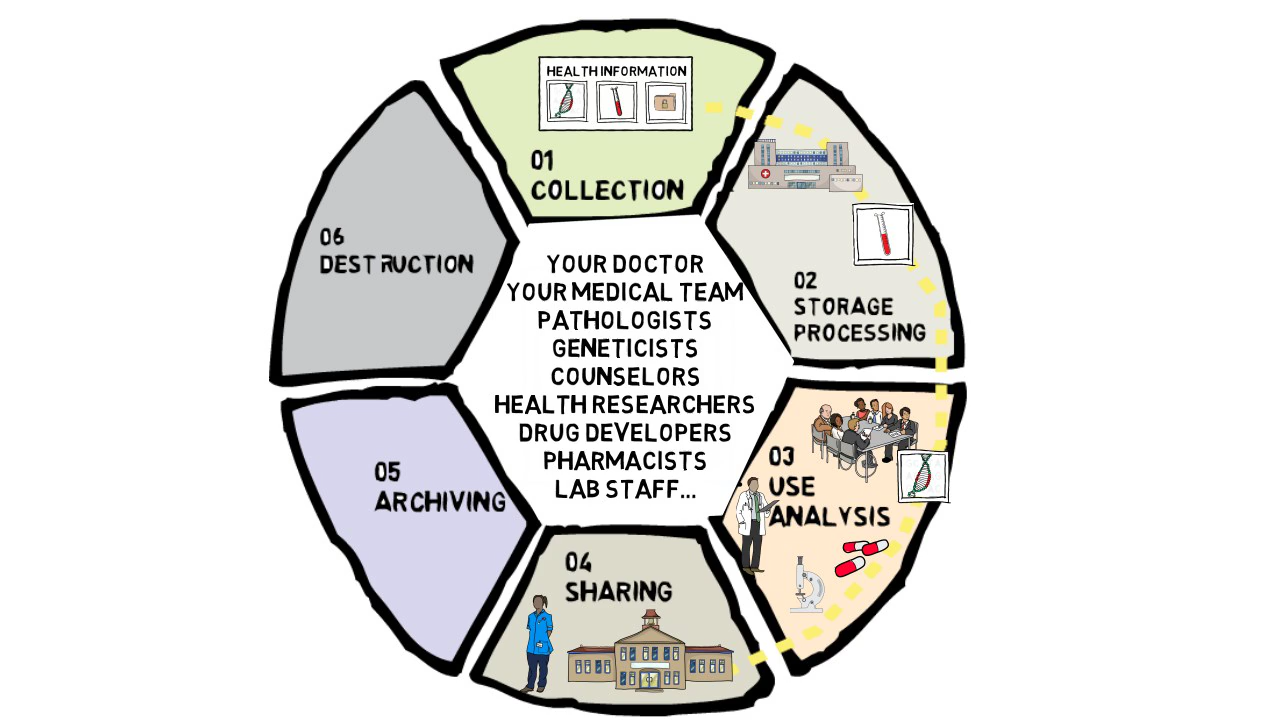 HEALTH INFORMATION
01
COLLECTION
02
STORAGE
PROCESSING
03
USE
ANALYSIS
04
SHARING
05
ARCHIVING
06
DESTRUCTION
YOUR DOCTOR
YOUR MEDICAL TEAM
PATHOLOGISTS
GENETICISTS
COUNSELORS
HEALTH RESEARCHERS
DRUG DEVELOPERS
PHARMACISTS
LAB STAFF...